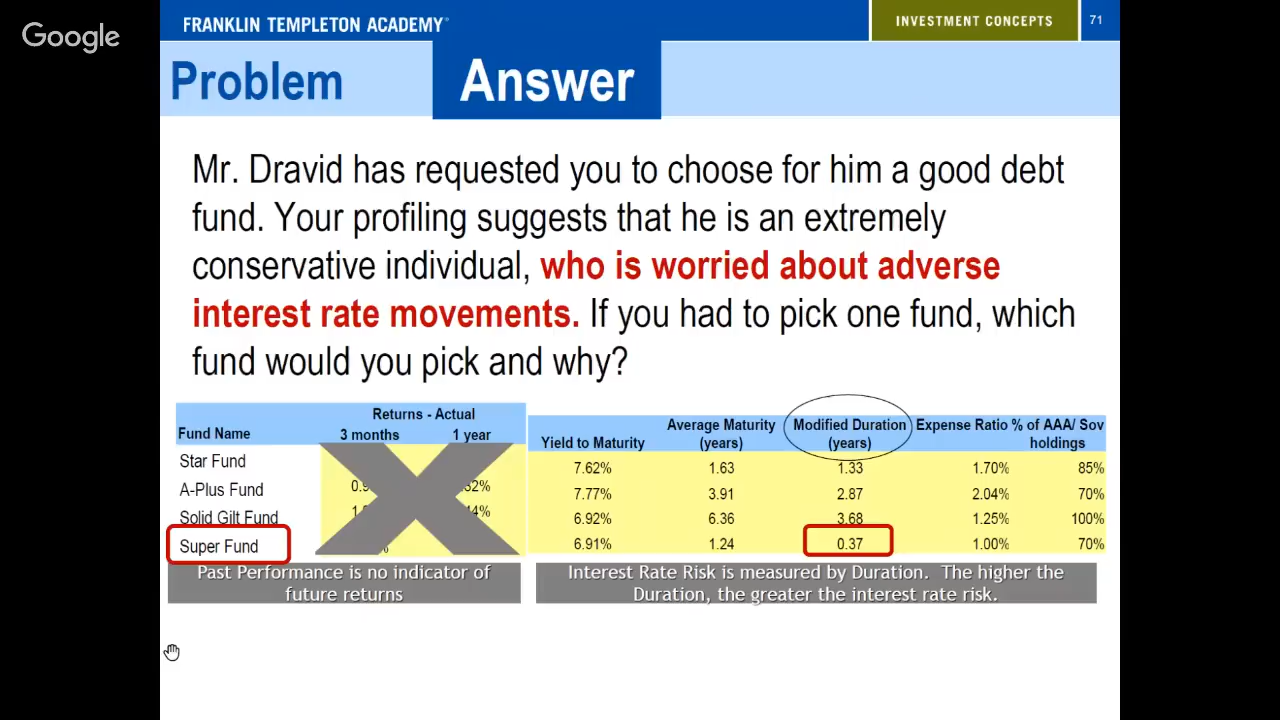 Google
FRANKLIN TEMPLETON ACADEMY
INVESTMENT CONCEPTS 71
Problem Answer
Mr. Dravid has requested you to choose for him a good debt
fund. Your profiling suggests that he is an extremely
conservative individual, who is worried about adverse
interest rate movements. If you had to pick one fund, which
fund would you pick and why?
Returns - Actual
Fund Name 3 months 1 year
Yield to Maturity Average Maturity (years) Modified Duration (years) Expense Ratio % of AAA/ Sov holdings
Star Fund 7.62% 1.63 1.33 1.70% 85%
A-Plus Fund 7.77% 3.91 2.87 2.04% 70%
Solid Gilt Fund 6.92% 6.36 3.68 1.25% 100%
Super Fund 6.91% 1.24 0.37 1.00% 70%
Past Performance is no indicator of
future returns
Interest Rate Risk is measured by Duration. The higher the
Duration, the greater the interest rate risk.